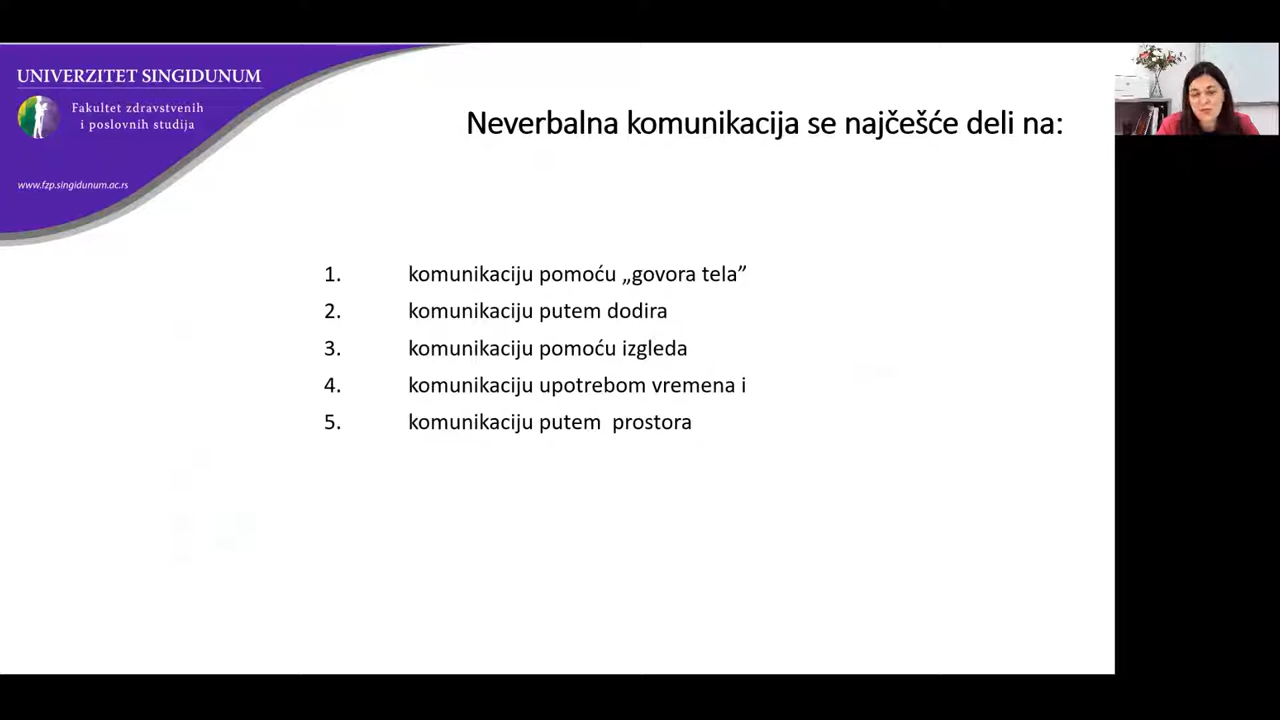 UNIVERZITET SINGIDUNUM
Fakultet zdravstvenih
i poslovnih studija
www.fzp.singidunum.ac.rs
Neverbalna komunikacija se najčešće deli na:
1. komunikaciju pomoću „govora tela”
2. komunikaciju putem dodira
3. komunikaciju pomoću izgleda
4. komunikaciju upotrebom vremena i
5. komunikaciju putem prostora